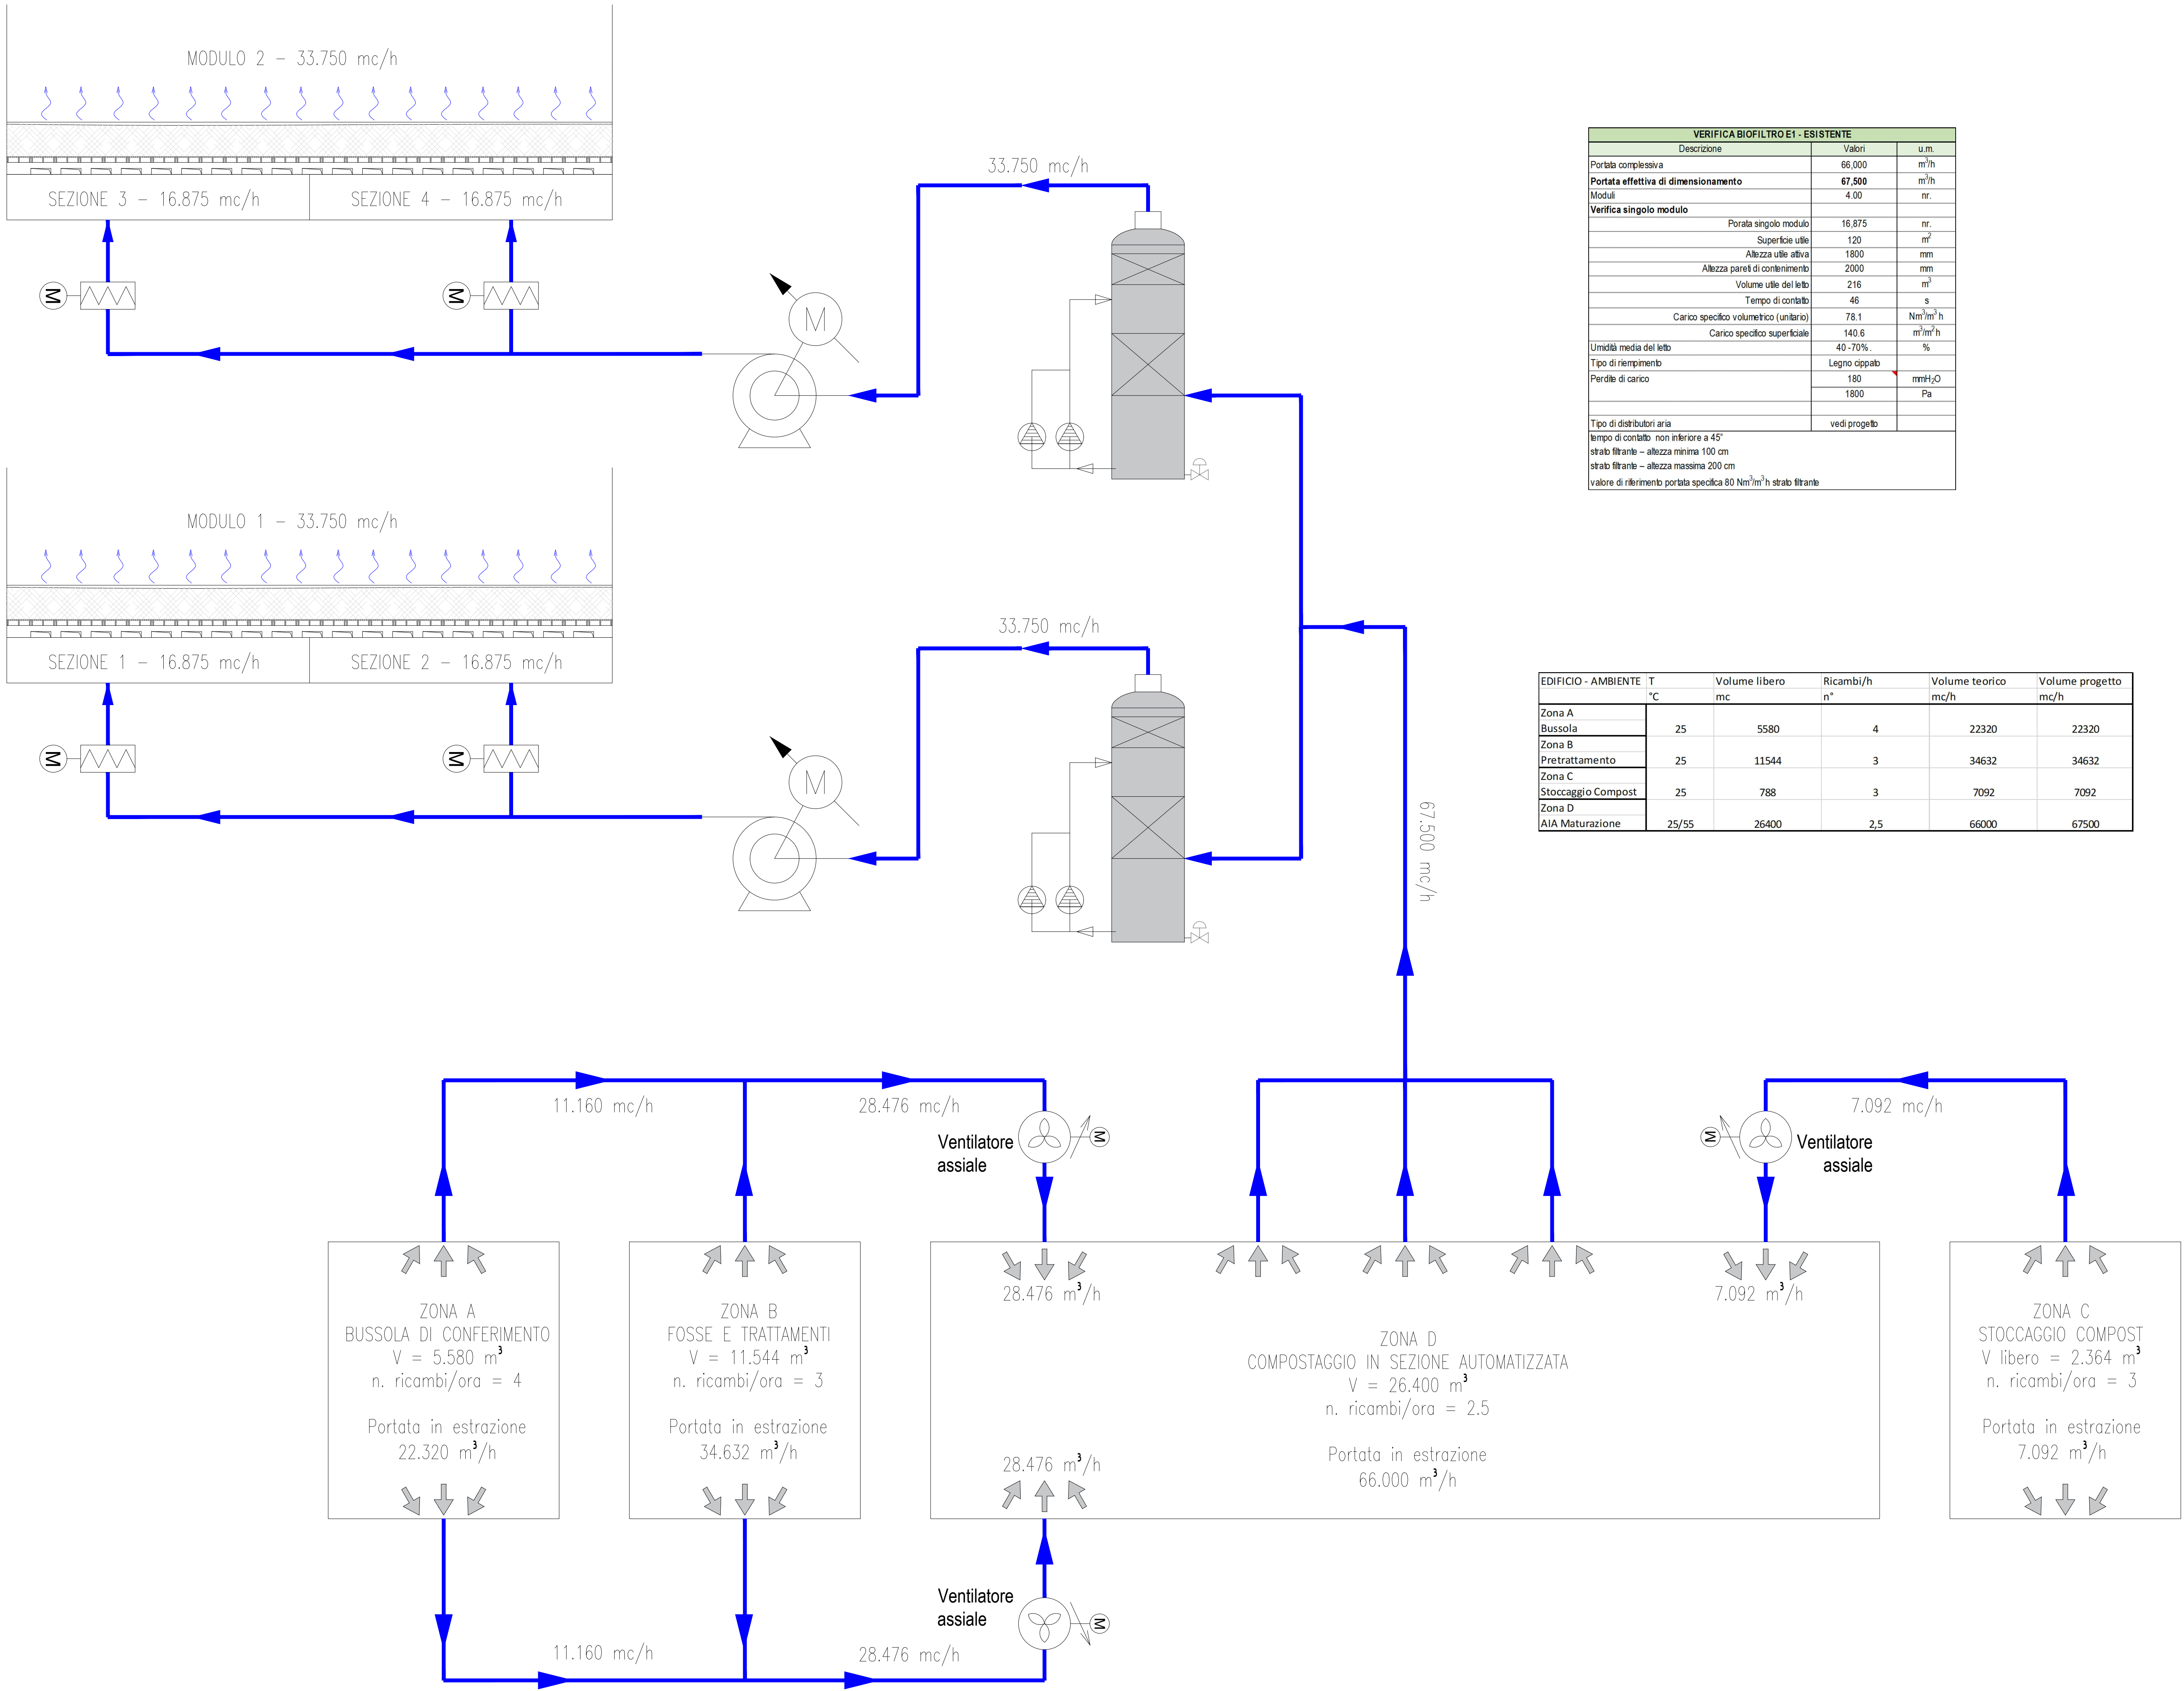 MODULO 2 - 33.750 mc/h
SEZIONE 3 - 16.875 mc/h
SEZIONE 4 - 16.875 mc/h
M
M
M
33.750 mc/h
VERIFICA BIOFILTRO E1 - ESISTENTE
Descrizione Valori u.m.
Portata complessiva 66,000 m³/h
Portata effettiva di dimensionamento 67,500 m³/h
Moduli 4.00 nr.
Verifica singolo modulo
Porata singolo modulo 16,875 nr.
Superficie utile 120 m²
Altezza utile attiva 1800 mm
Altezza pareti di contenimento 2000 mm
Volume utile del letto 216 m³
Tempo di contatto 46 s
Carico specifico volumetrico (unitario) 78.1 Nm³/m³ h
Carico specifico superficiale 140.6 m³/m² h
Umidità media del letto 40 -70% . %
Tipo di riempimento Legno cippato
Perdite di carico 180 mmH₂O
1800 Pa
Tipo di distributori aria vedi progetto
tempo di contatto non inferiore a 45"
strato filtrante – altezza minima 100 cm
strato filtrante – altezza massima 200 cm
valore di riferimento portata specifica 80 Nm³/m³ h strato filtrante
MODULO 1 - 33.750 mc/h
SEZIONE 1 - 16.875 mc/h
SEZIONE 2 - 16.875 mc/h
M
M
M
33.750 mc/h
67.500 mc/h
EDIFICIO - AMBIENTE T Volume libero Ricambi/h Volume teorico Volume progetto
°C mc n° mc/h mc/h
Zona A
Bussola 25 5580 4 22320 22320
Zona B
Pretrattamento 25 11544 3 34632 34632
Zona C
Stoccaggio Compost 25 788 3 7092 7092
Zona D
AIA Maturazione 25/55 26400 2,5 66000 67500
11.160 mc/h
28.476 mc/h
Ventilatore
assiale
M
7.092 mc/h
M
Ventilatore
assiale
ZONA A
BUSSOLA DI CONFERIMENTO
V = 5.580 m³
n. ricambi/ora = 4
Portata in estrazione
22.320 m³/h
ZONA B
FOSSE E TRATTAMENTI
V = 11.544 m³
n. ricambi/ora = 3
Portata in estrazione
34.632 m³/h
28.476 m³/h
7.092 m³/h
ZONA D
COMPOSTAGGIO IN SEZIONE AUTOMATIZZATA
V = 26.400 m³
n. ricambi/ora = 2.5
Portata in estrazione
66.000 m³/h
28.476 m³/h
ZONA C
STOCCAGGIO COMPOST
V libero = 2.364 m³
n. ricambi/ora = 3
Portata in estrazione
7.092 m³/h
Ventilatore
assiale
M
11.160 mc/h
28.476 mc/h